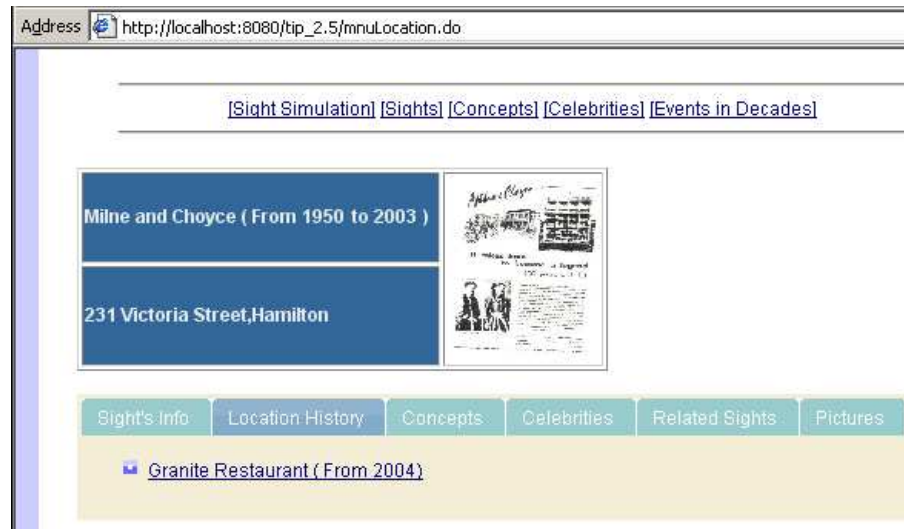 Address http://localhost:8080/tip_2.5/mnuLocation.do
[Sight Simulation] [Sights] [Concepts] [Celebrities] [Events in Decades]
Milne and Choyce ( From 1950 to 2003 )
Milne & Choyce
231 Victoria Street,Hamilton
Sight's Info Location History Concepts Celebrities Related Sights Pictures
Granite Restaurant ( From 2004)